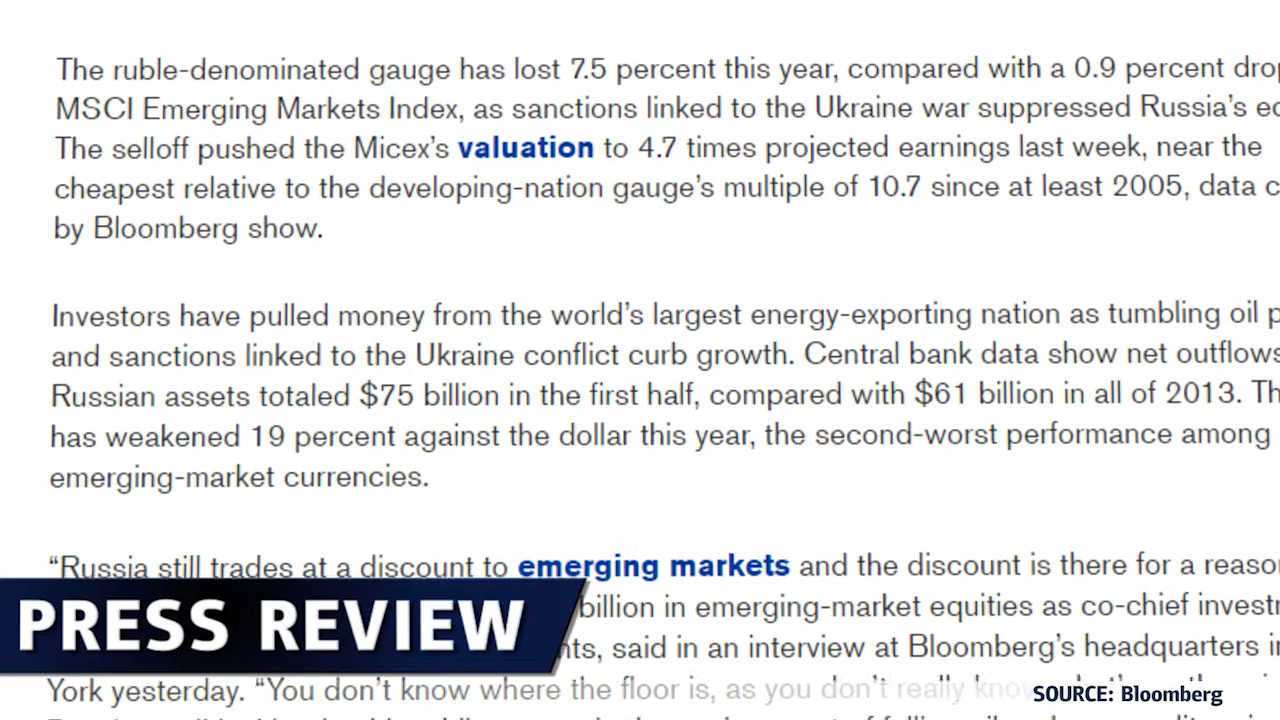 The ruble-denominated gauge has lost 7.5 percent this year, compared with a 0.9 percent dro
MSCI Emerging Markets Index, as sanctions linked to the Ukraine war suppressed Russia's ec
The selloff pushed the Micex's valuation to 4.7 times projected earnings last week, near the
cheapest relative to the developing-nation gauge's multiple of 10.7 since at least 2005, data c
by Bloomberg show.
Investors have pulled money from the world's largest energy-exporting nation as tumbling oil p
and sanctions linked to the Ukraine conflict curb growth. Central bank data show net outflows
Russian assets totaled $75 billion in the first half, compared with $61 billion in all of 2013. Th
has weakened 19 percent against the dollar this year, the second-worst performance among
emerging-market currencies.
“Russia still trades at a discount to emerging markets and the discount is there for a reaso
billion in emerging-market equities as co-chief investm
nts, said in an interview at Bloomberg's headquarters in
York yesterday. “You don't know where the floor is, as you don't really know
PRESS REVIEW
SOURCE: Bloomberg